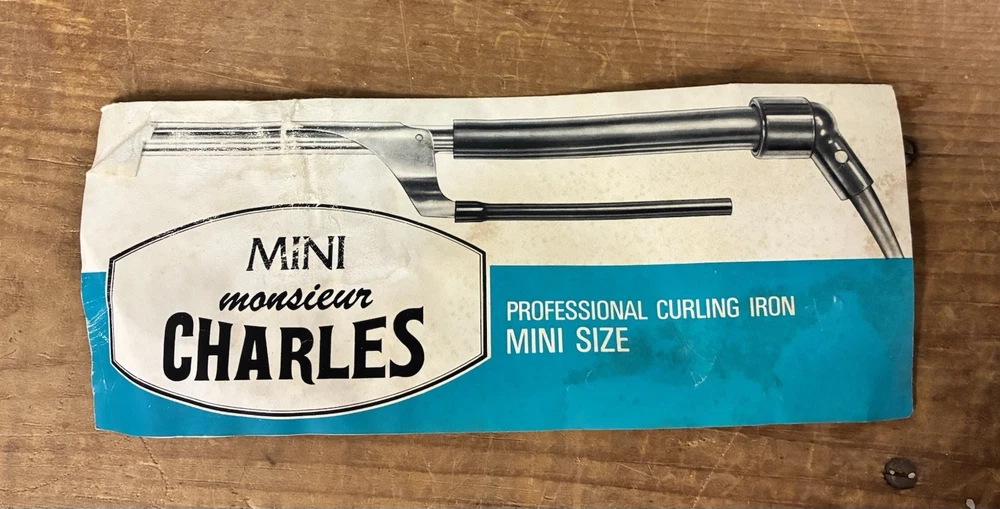 MINI
monsieur
CHARLES
PROFESSIONAL CURLING IRON
MINI SIZE